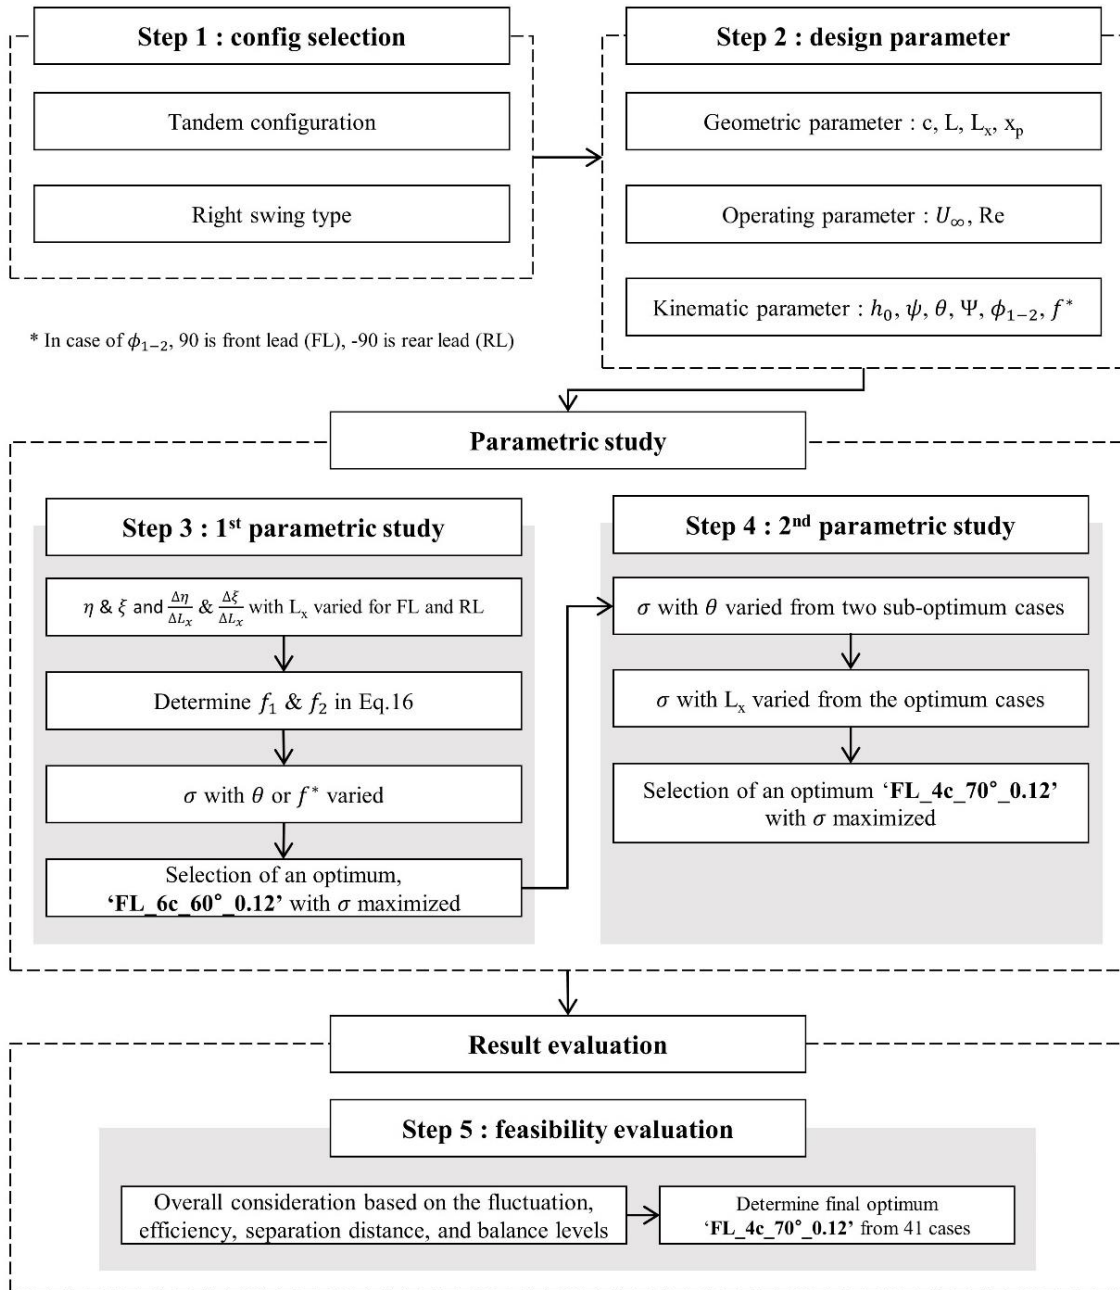 Step 1 : config selection
Tandem configuration
Right swing type
* In case of ϕ₁₋₂, 90 is front lead (FL), -90 is rear lead (RL)
Step 2 : design parameter
Geometric parameter : c, L, Lₓ, xₚ
Operating parameter : U∞, Re
Kinematic parameter : h₀, ψ, θ, Ψ, ϕ₁₋₂, f*
Parametric study
Step 3 : 1st parametric study
η & ξ and Δη/ΔLₓ & Δξ/ΔLₓ with Lₓ varied for FL and RL
Determine f₁ & f₂ in Eq.16
σ with θ or f* varied
Selection of an optimum,
‘FL_6c_60°_0.12’ with σ maximized
Step 4 : 2nd parametric study
σ with θ varied from two sub-optimum cases
σ with Lₓ varied from the optimum cases
Selection of an optimum ‘FL_4c_70°_0.12’
with σ maximized
Result evaluation
Step 5 : feasibility evaluation
Overall consideration based on the fluctuation,
efficiency, separation distance, and balance levels
Determine final optimum
‘FL_4c_70°_0.12’ from 41 cases